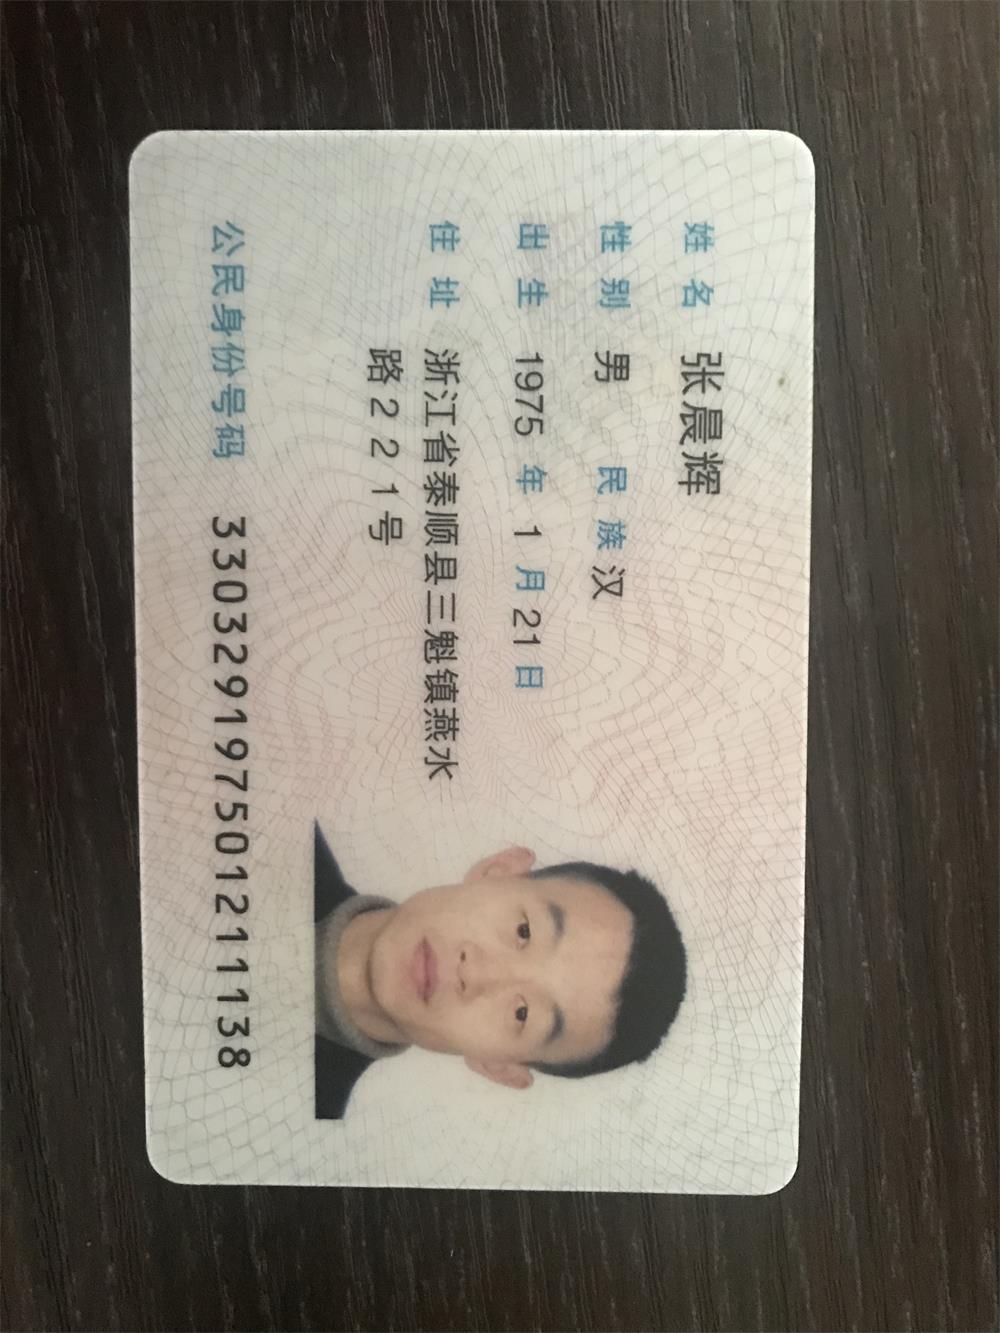 姓名 张晨辉
性别 男 民族 汉
出生 1975 年 1 月 21 日
住址 浙江省泰顺县三魁镇燕水
路221号
公民身份号码 330329197501211138